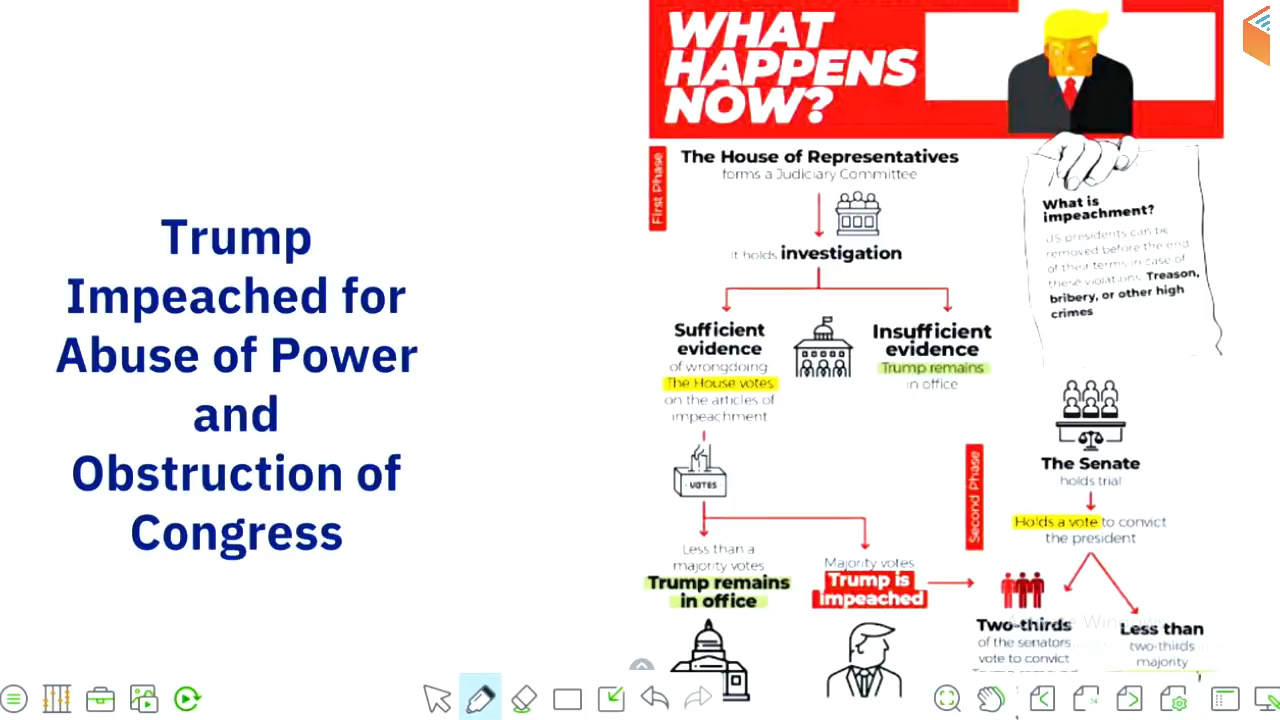 Trump
Impeached for
Abuse of Power
and
Obstruction of
Congress
WHAT
HAPPENS
NOW?
First Phase
The House of Representatives
forms a Judiciary Committee
It holds investigation
Sufficient
evidence
of wrongdoing
The House votes
on the articles of
impeachment
Insufficient
evidence
Trump remains
in office
VOTES
Less than a
majority votes
Trump remains
in office
Majority votes
Trump is
impeached
What is
impeachment?
US presidents can be
removed before the end
of their terms in case of
these violations: Treason,
bribery, or other high
crimes
Second Phase
The Senate
holds trial
Holds a vote to convict
the president
Two-thirds
of the senators
vote to convict
Less than
two-thirds
majority